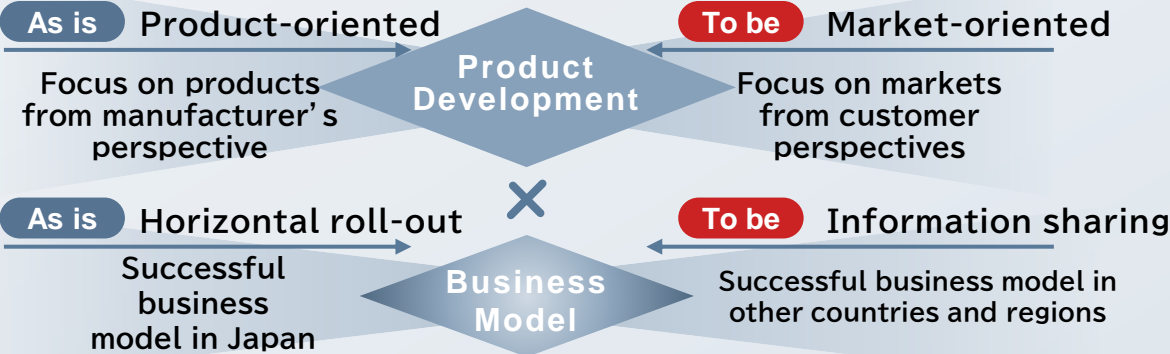 As is Product-oriented
To be Market-oriented
Product
Development
Focus on products
from manufacturer’s
perspective
Focus on markets
from customer
perspectives
×
As is Horizontal roll-out
To be Information sharing
Business
Model
Successful
business
model in Japan
Successful business model in
other countries and regions